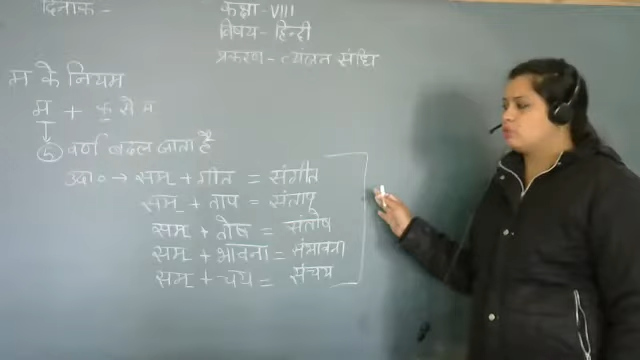 दिनांक -
कक्षा - VIII
विषय - हिन्दी
प्रकरण - व्यंजन संधि
म के नियम
म + क् से म
वर्ण बदल जाता है
उदा० → सम् + गीत = संगीत
सम् + ताप = संताप
सम् + तोष = संतोष
सम् + भावना = संभावना
सम् + चय = संचय